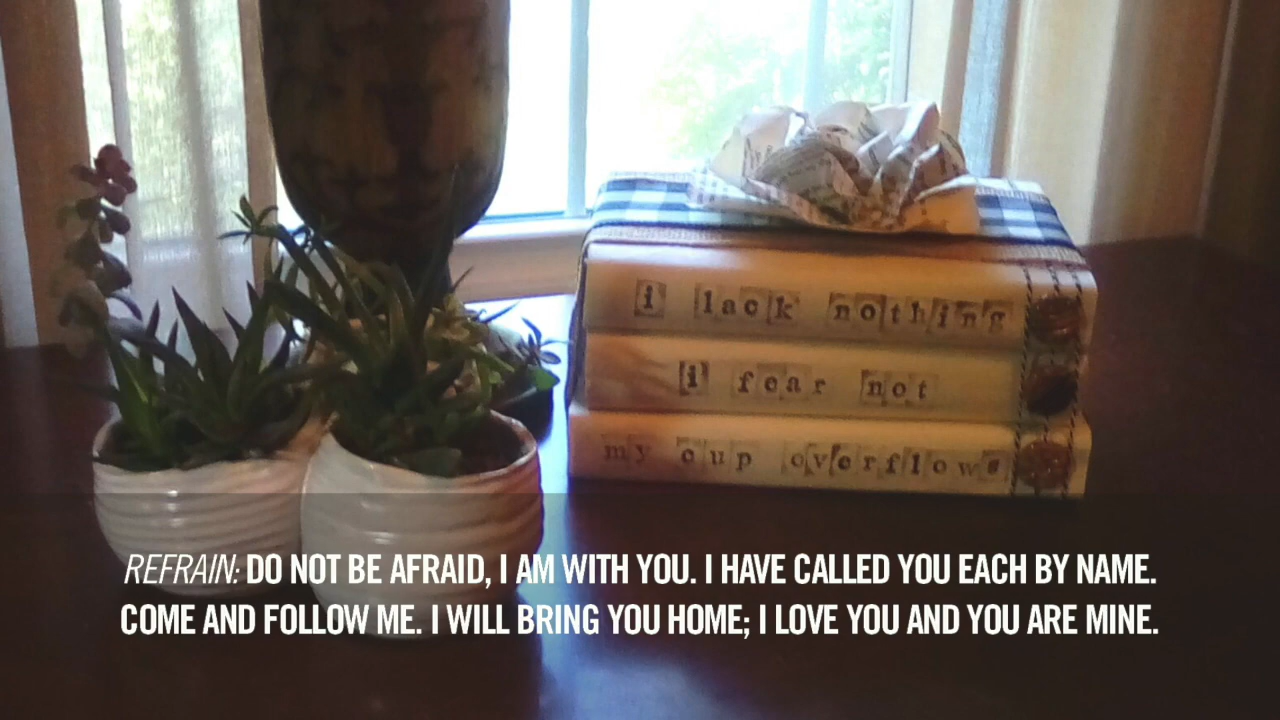 i lack nothing
i fear not
my cup overflows
REFRAIN: DO NOT BE AFRAID, I AM WITH YOU. I HAVE CALLED YOU EACH BY NAME.
COME AND FOLLOW ME. I WILL BRING YOU HOME; I LOVE YOU AND YOU ARE MINE.